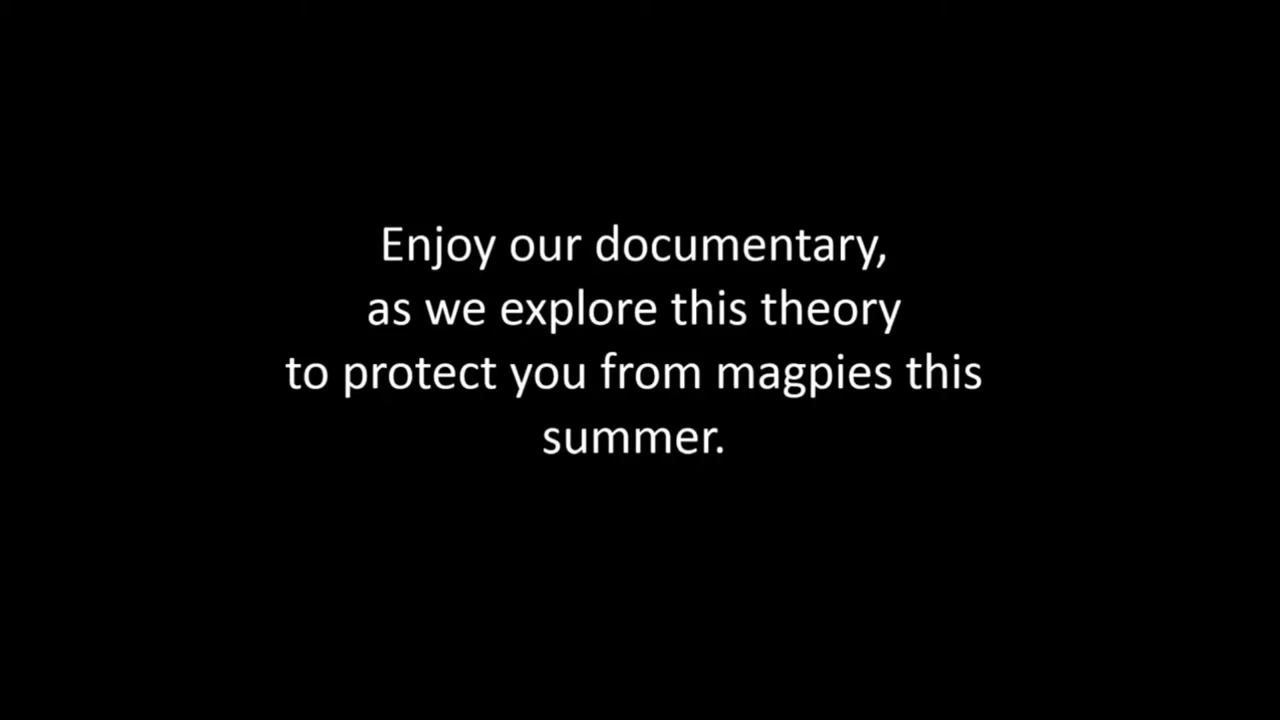 Enjoy our documentary,
as we explore this theory
to protect you from magpies this
summer.